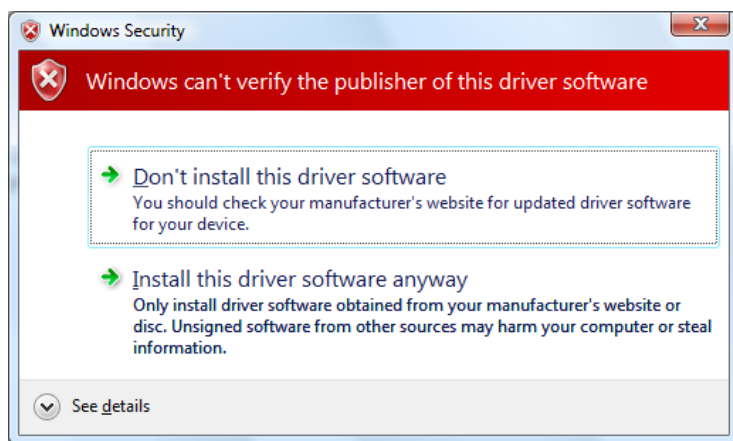 Windows Security
Windows can't verify the publisher of this driver software
Don't install this driver software
You should check your manufacturer's website for updated driver software
for your device.
Install this driver software anyway
Only install driver software obtained from your manufacturer's website or
disc. Unsigned software from other sources may harm your computer or steal
information.
See details